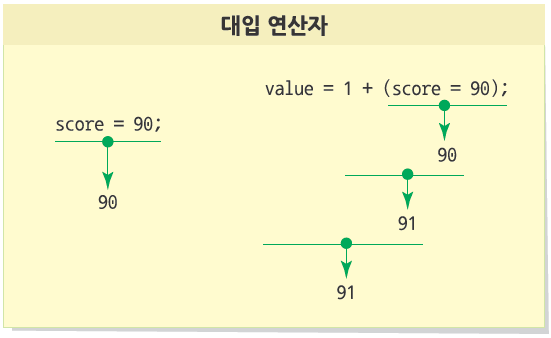 대입 연산자
score = 90;
90
value = 1 + (score = 90);
90
91
91